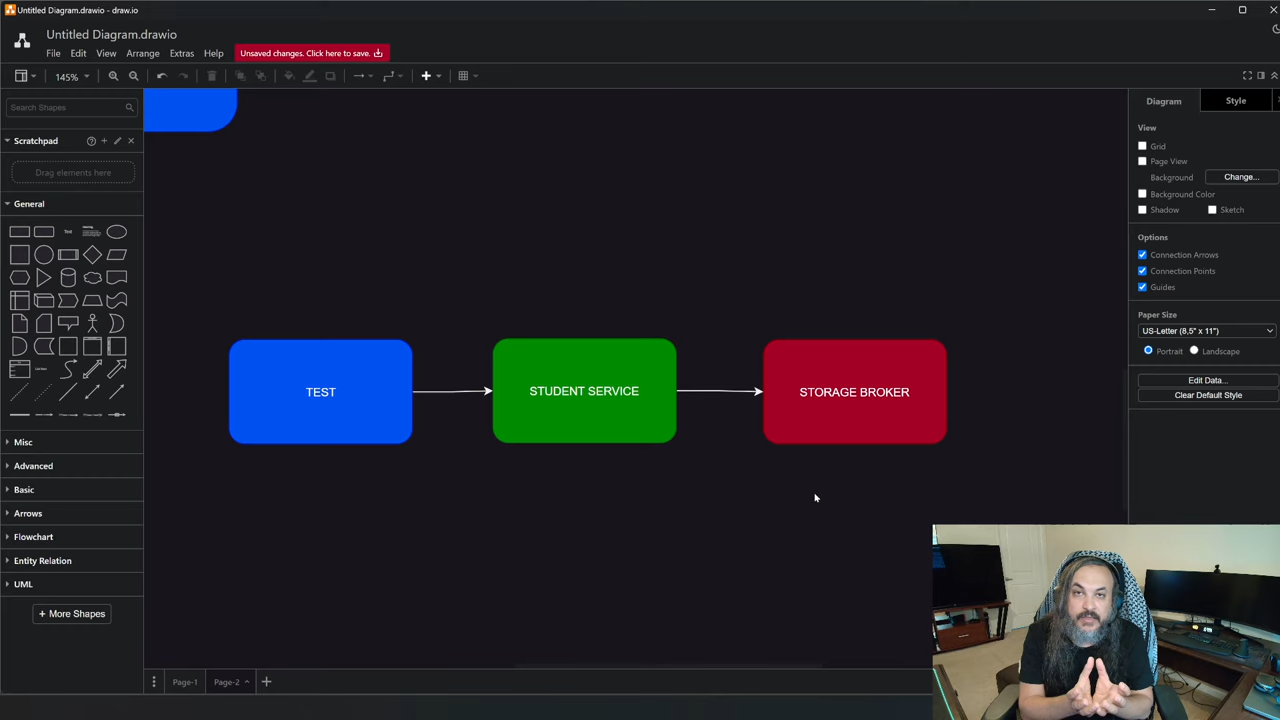 Untitled Diagram.drawio - draw.io
Untitled Diagram.drawio
File Edit View Arrange Extras Help
Unsaved changes. Click here to save.
145%
Search Shapes
Scratchpad
Drag elements here
General
Text
Misc
Advanced
Basic
Arrows
Flowchart
Entity Relation
UML
+ More Shapes
TEST
STUDENT SERVICE
STORAGE BROKER
Page-1
Page-2
Diagram
Style
View
Grid
Page View
Background
Change...
Background Color
Shadow
Sketch
Options
Connection Arrows
Connection Points
Guides
Paper Size
US-Letter (8,5" x 11")
Portrait
Landscape
Edit Data...
Clear Default Style